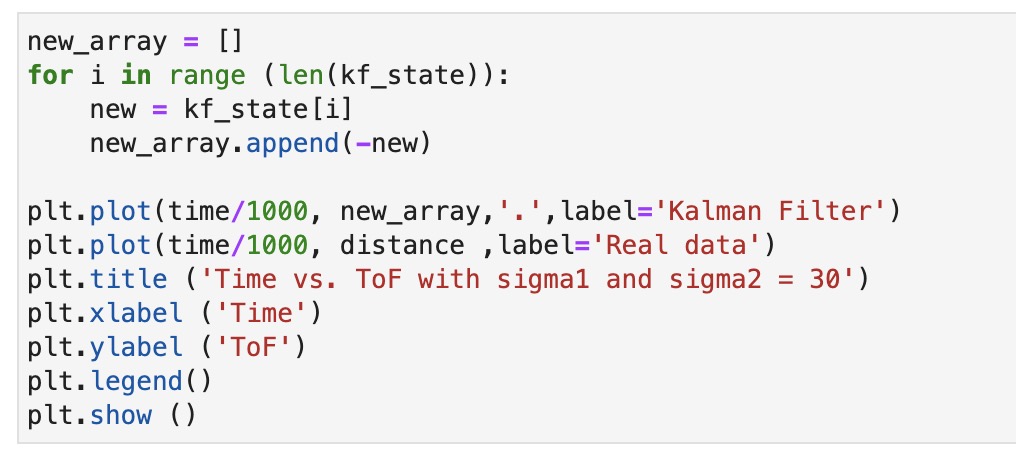 new_array = []
for i in range (len(kf_state)):
    new = kf_state[i]
    new_array.append(-new)

plt.plot(time/1000, new_array,'.',label='Kalman Filter')
plt.plot(time/1000, distance ,label='Real data')
plt.title ('Time vs. ToF with sigma1 and sigma2 = 30')
plt.xlabel ('Time')
plt.ylabel ('ToF')
plt.legend()
plt.show ()